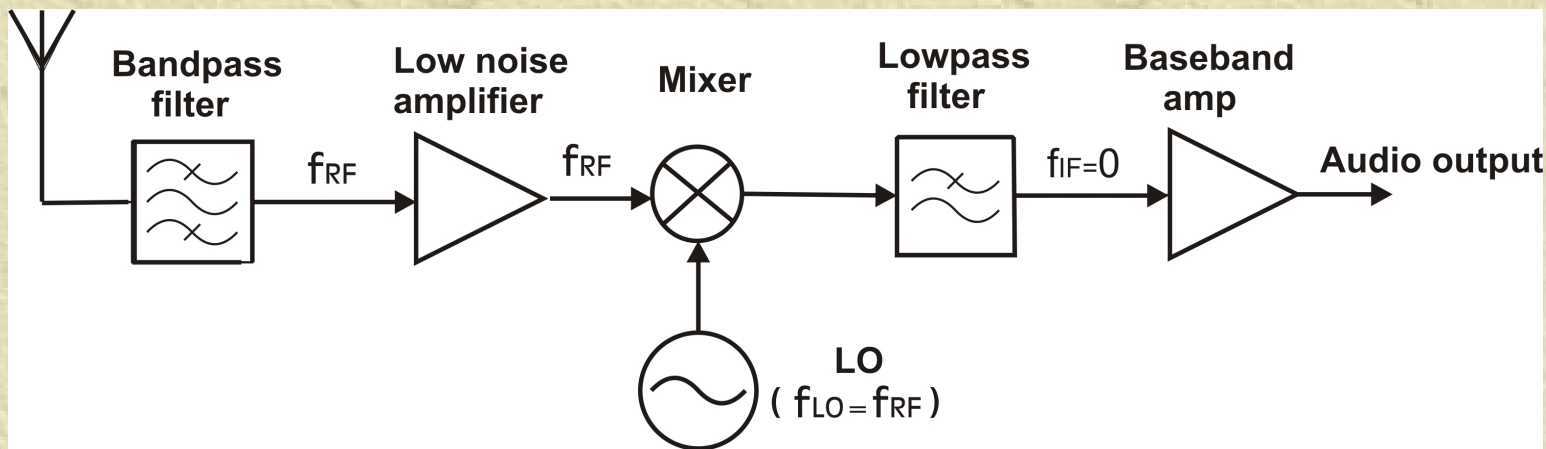 Bandpass
filter
fRF
Low noise
amplifier
fRF
Mixer
LO
( fLO=fRF )
Lowpass
filter
fIF=0
Baseband
amp
Audio output